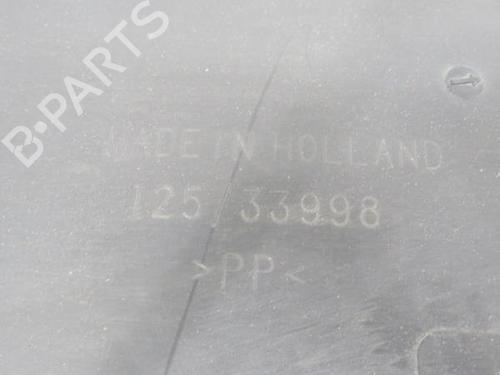 B-PARTS
MADE IN HOLLAND
125 33998
>PP<